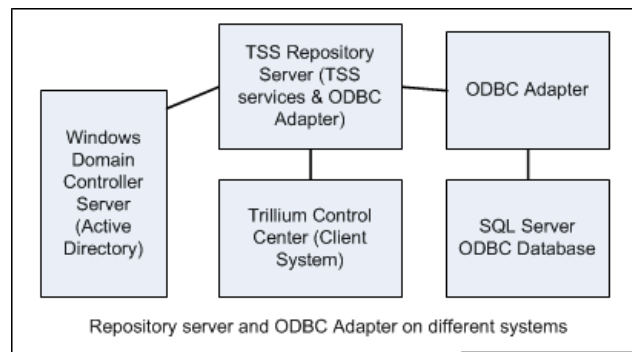 TSS Repository
Server (TSS
services & ODBC
Adapter)
ODBC Adapter
Windows
Domain
Controller
Server
(Active
Directory)
Trillium Control
Center (Client
System)
SQL Server
ODBC Database
Repository server and ODBC Adapter on different systems